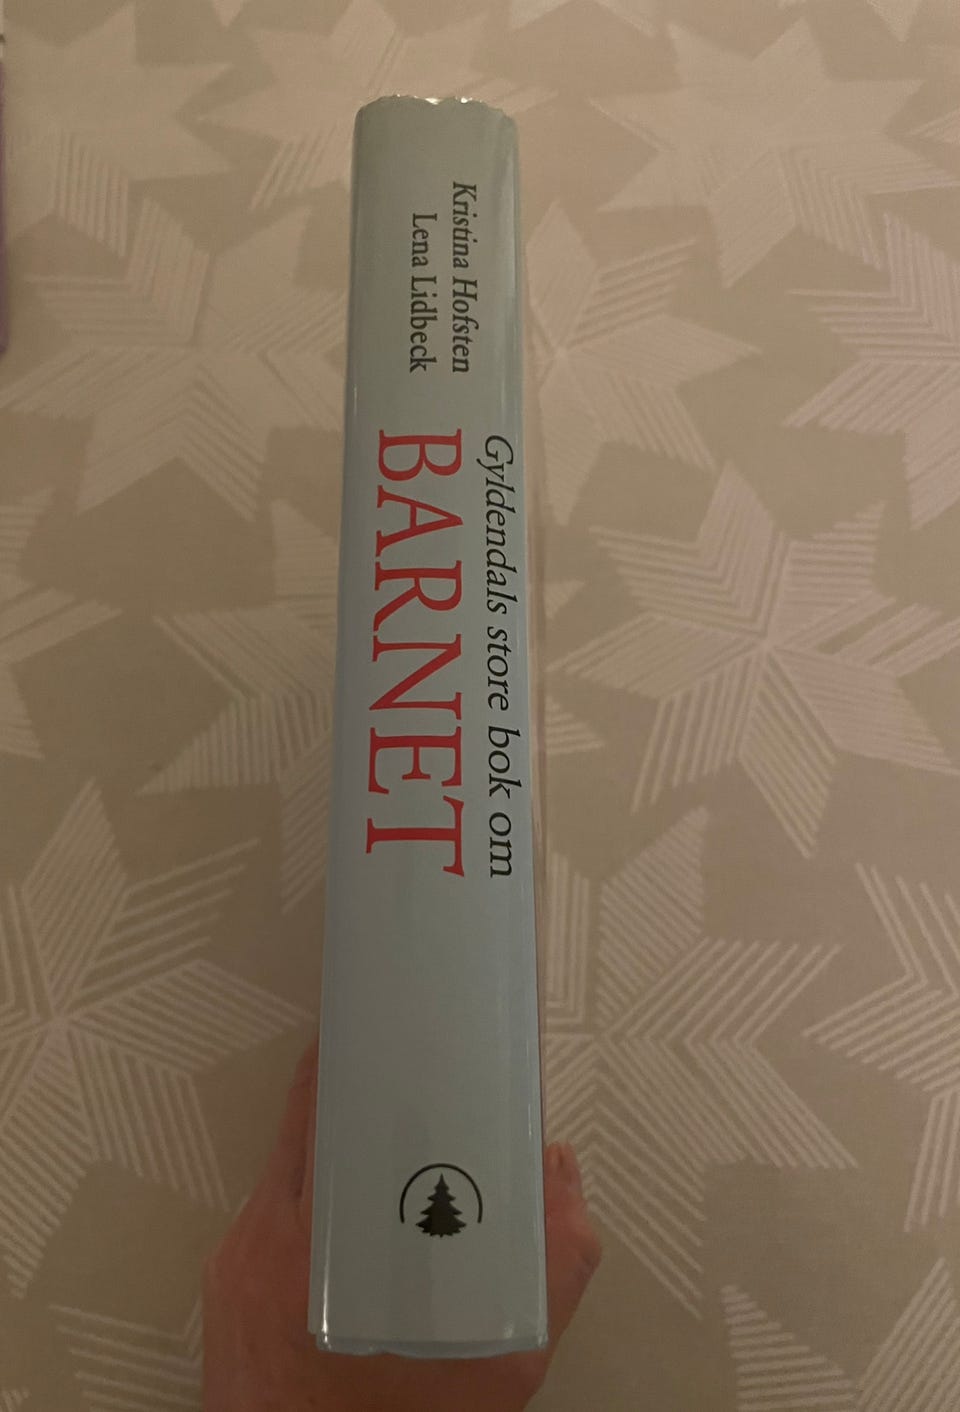 Kristina Hofsten
Lena Lidbeck
Gyldendals store bok om
BARNET